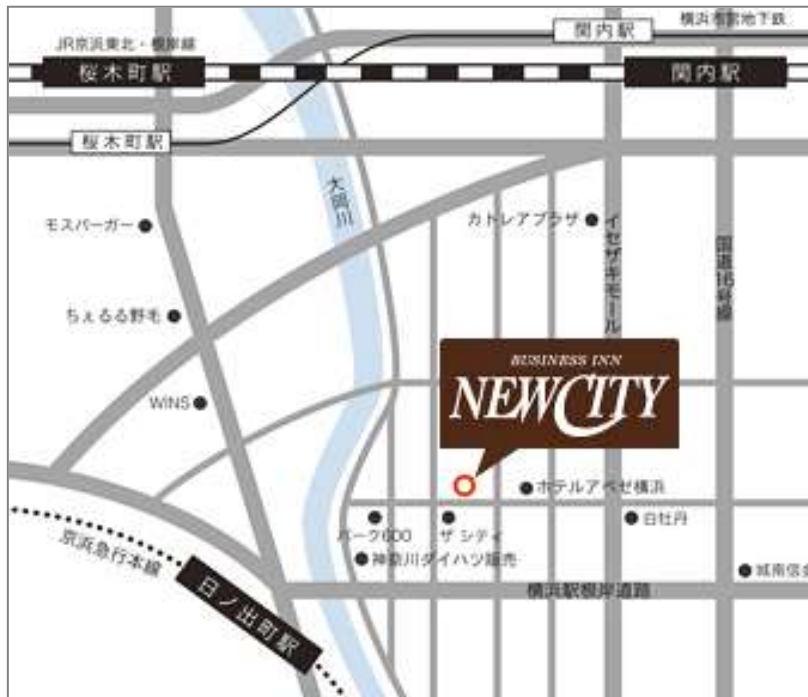 関内駅
横浜市営地下鉄
JR京浜東北・根岸線
桜木町駅
関内駅
桜木町駅
大岡川
モスバーガー
カトレアプラザ
イセザキモール
国道16号線
ちぇるる野毛
BUSINESS INN
NEWCITY
WINS
ホテルアベゼ横浜
パーク600
ザ シティ
白牡丹
神奈川ダイハツ販売
京浜急行本線
城南信金
横浜駅根岸道路
日ノ出町駅